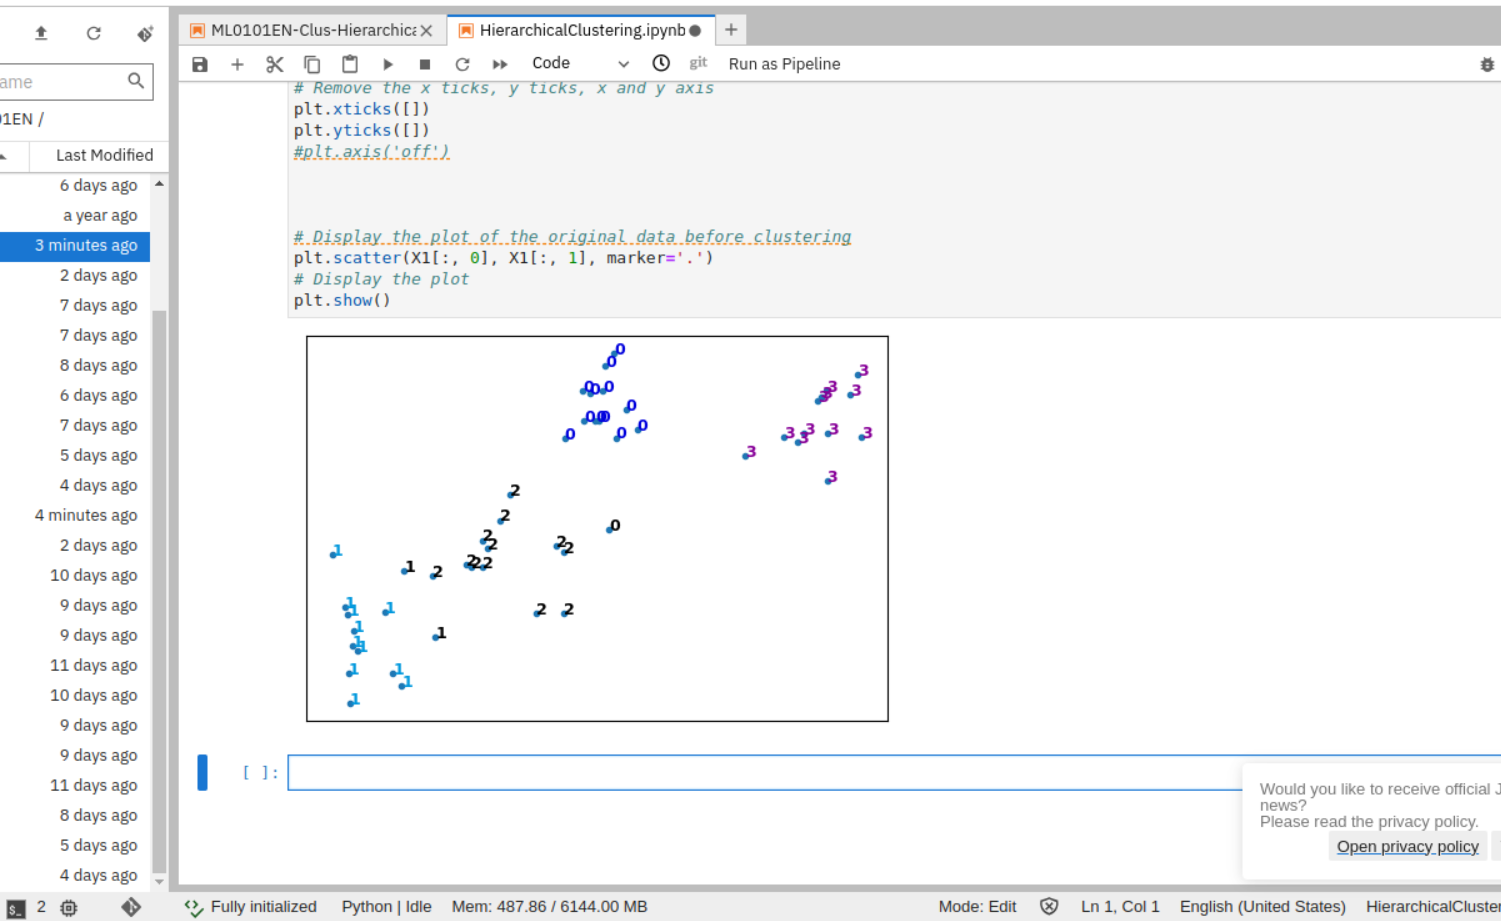 ML0101EN-Clus-Hierarchica
HierarchicalClustering.ipynb
Code
git
Run as Pipeline
ame
01EN /
Last Modified
6 days ago
a year ago
3 minutes ago
2 days ago
7 days ago
7 days ago
8 days ago
6 days ago
7 days ago
5 days ago
4 days ago
4 minutes ago
2 days ago
10 days ago
9 days ago
9 days ago
11 days ago
10 days ago
9 days ago
9 days ago
11 days ago
8 days ago
5 days ago
4 days ago
# Remove the x ticks, y ticks, x and y axis
plt.xticks([])
plt.yticks([])
#plt.axis('off')
# Display the plot of the original data before clustering
plt.scatter(X1[:, 0], X1[:, 1], marker='.')
# Display the plot
plt.show()
0
0
0 0 0
0
0 0 0
0
0
0
3
3
3
3
3
3
3
3
3
3
3
2
2
2
2
2 2 2
2
2
2
0
2
2
1
1
1
1
1
1
1
1
1
1
1
1
1
1
[ ]:
Would you like to receive official J
news?
Please read the privacy policy.
Open privacy policy
2
Fully initialized
Python | Idle
Mem: 487.86 / 6144.00 MB
Mode: Edit
Ln 1, Col 1
English (United States)
HierarchicalCluster